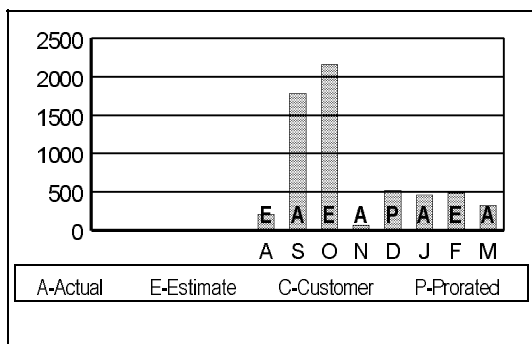 2500
2000
1500
1000
500
0
E A E A P A E A
A S O N D J F M
A-Actual E-Estimate C-Customer P-Prorated